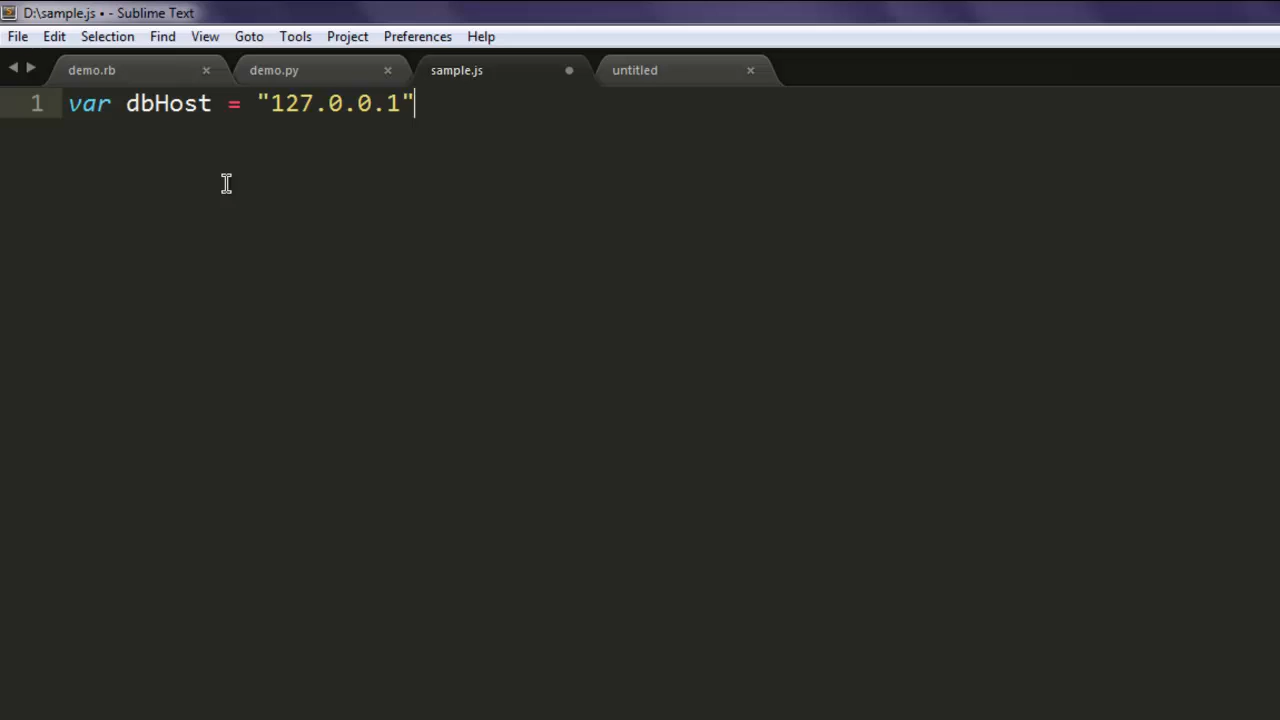 D:\sample.js • - Sublime Text
File Edit Selection Find View Goto Tools Project Preferences Help
demo.rb × demo.py × sample.js untitled ×
1 var dbHost = "127.0.0.1"